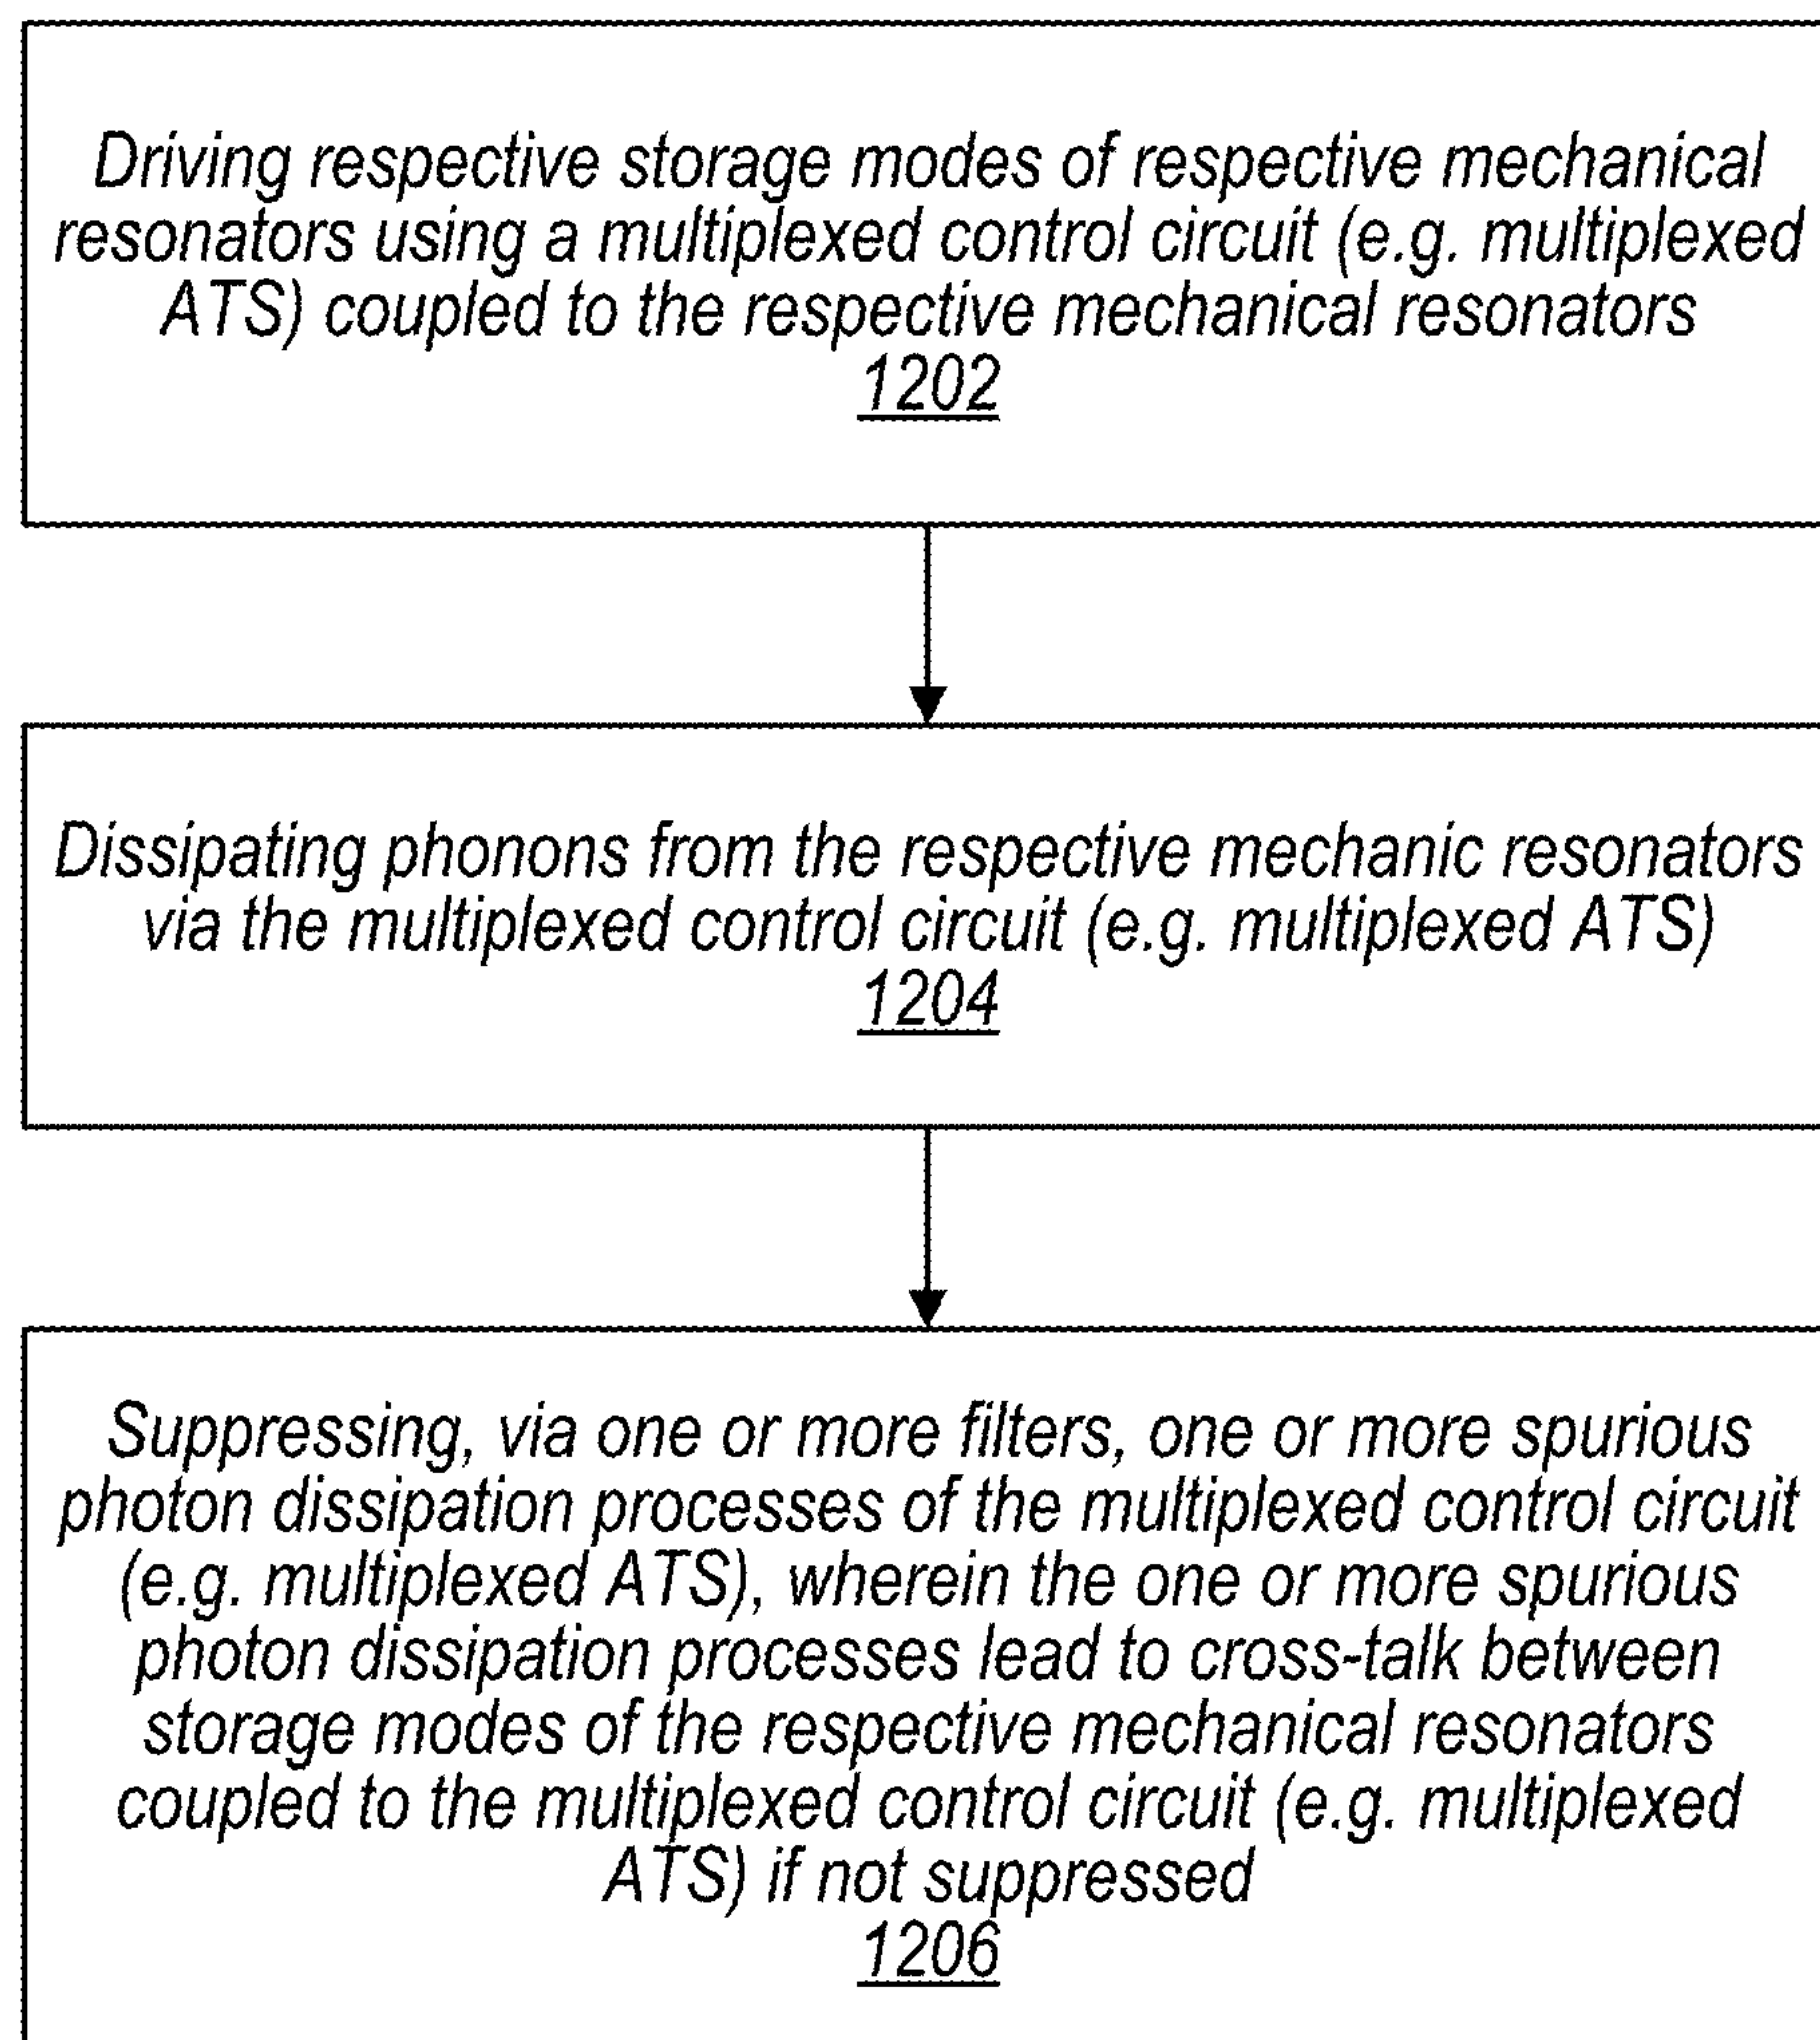 Driving respective storage modes of respective mechanical
resonators using a multiplexed control circuit (e.g. multiplexed
ATS) coupled to the respective mechanical resonators
1202
Dissipating phonons from the respective mechanic resonators
via the multiplexed control circuit (e.g. multiplexed ATS)
1204
Suppressing, via one or more filters, one or more spurious
photon dissipation processes of the multiplexed control circuit
(e.g. multiplexed ATS), wherein the one or more spurious
photon dissipation processes lead to cross-talk between
storage modes of the respective mechanical resonators
coupled to the multiplexed control circuit (e.g. multiplexed
ATS) if not suppressed
1206